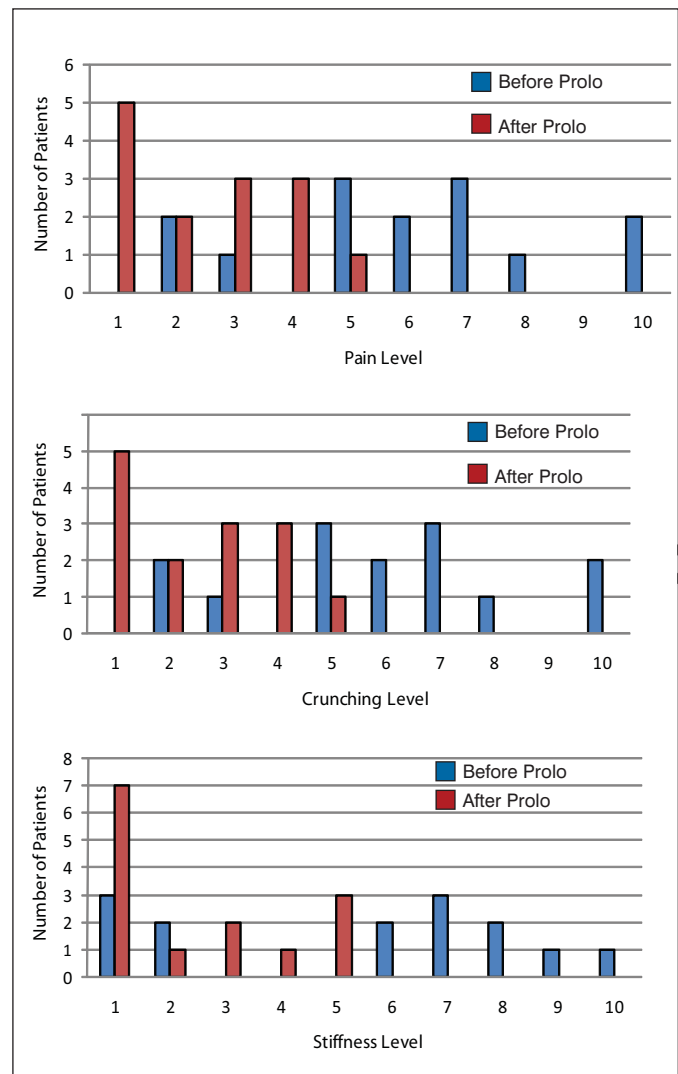 6
Before Prolo
5
After Prolo
4
3
2
1
0
Number of Patients
1 2 3 4 5 6 7 8 9 10
Pain Level
Before Prolo
5
After Prolo
4
3
2
1
0
Number of Patients
1 2 3 4 5 6 7 8 9 10
Crunching Level
8
Before Prolo
7
After Prolo
6
5
4
3
2
1
0
Number of Patients
1 2 3 4 5 6 7 8 9 10
Stiffness Level